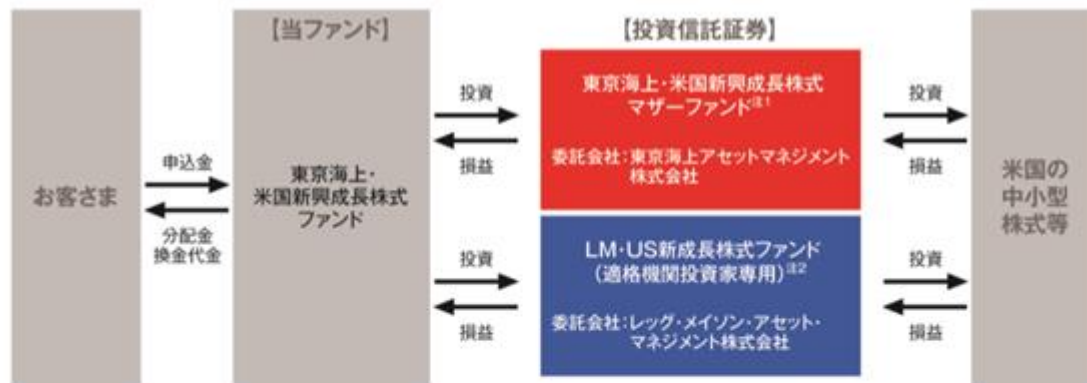 【当ファンド】
【投資信託証券】
お客さま
申込金
分配金
換金代金
東京海上・
米国新興成長株式
ファンド
投資
損益
東京海上・米国新興成長株式
マザーファンド注1
委託会社：東京海上アセットマネジメント
株式会社
投資
損益
投資
損益
LM・US新成長株式ファンド
（適格機関投資家専用）注2
委託会社：レッグ・メイソン・アセット・
マネジメント株式会社
投資
損益
米国の
中小型
株式等